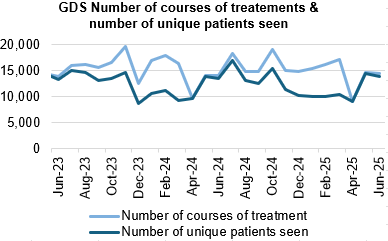 GDS Number of courses of treatements &
number of unique patients seen
20,000
15,000
10,000
5,000
0
Jun-23
Aug-23
Oct-23
Dec-23
Feb-24
Apr-24
Jun-24
Aug-24
Oct-24
Dec-24
Feb-25
Apr-25
Jun-25
Number of courses of treatment
Number of unique patients seen